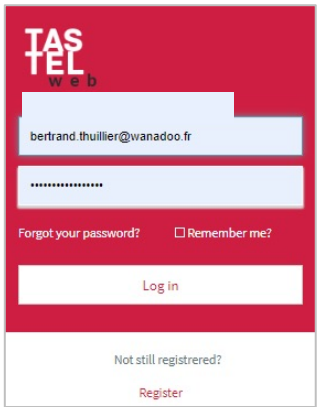 TAS
TEL
web
bertrand.thuillier@wanadoo.fr
•••••••••••••••••
Forgot your password? Remember me?
Log in
Not still registrered?
Register